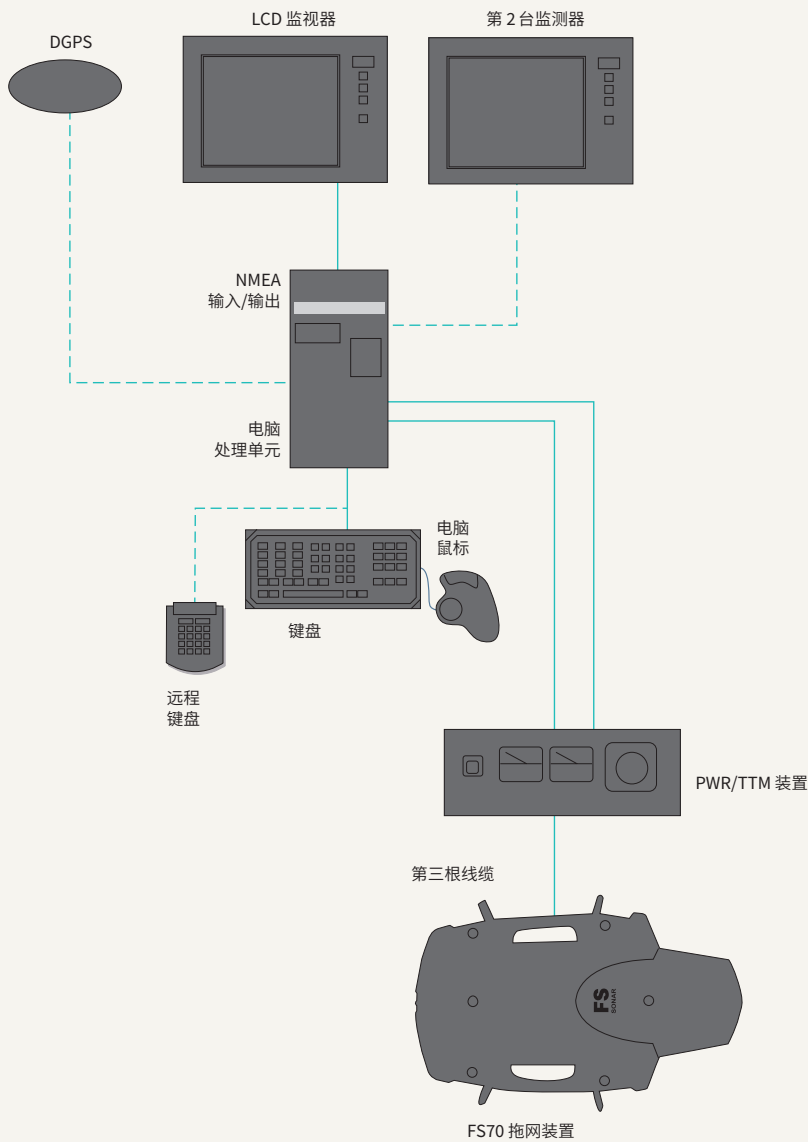 LCD 监视器
第 2 台监测器
DGPS
NMEA
输入/输出
电脑
处理单元
电脑
鼠标
键盘
远程
键盘
PWR/TTM 装置
第三根线缆
FS
SONAR
FS70 拖网装置